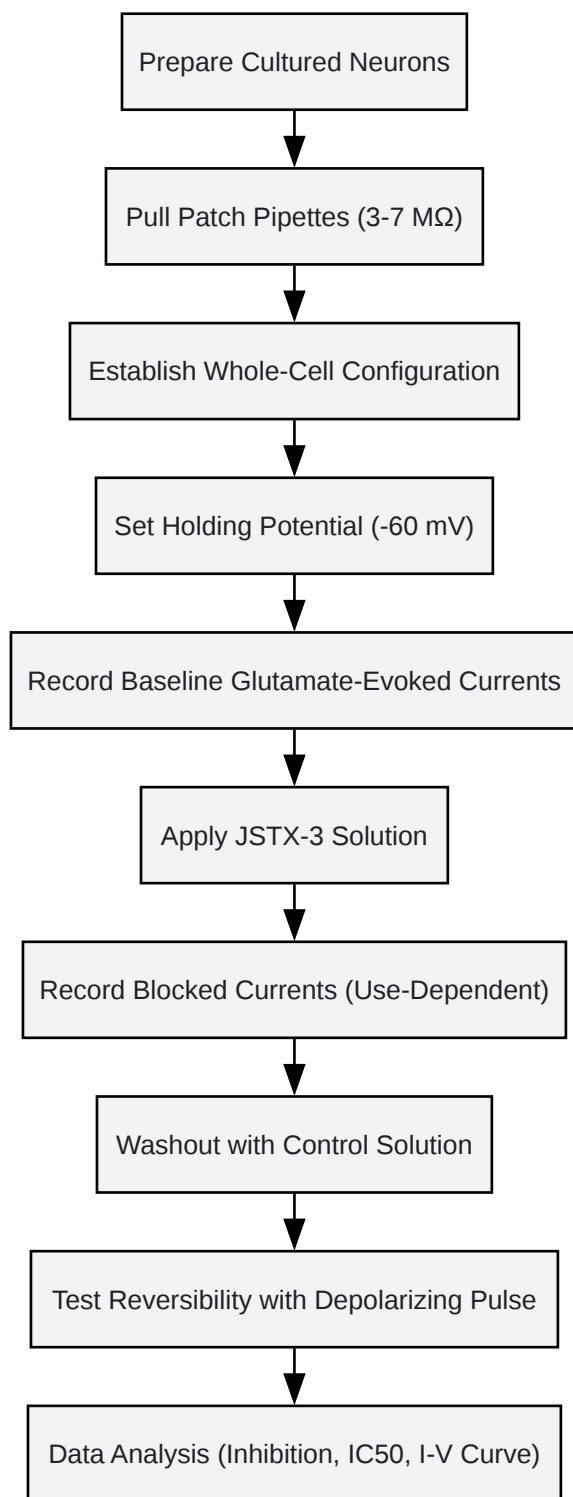 Prepare Cultured Neurons
Pull Patch Pipettes (3-7 MΩ)
Establish Whole-Cell Configuration
Set Holding Potential (-60 mV)
Record Baseline Glutamate-Evoked Currents
Apply JSTX-3 Solution
Record Blocked Currents (Use-Dependent)
Washout with Control Solution
Test Reversibility with Depolarizing Pulse
Data Analysis (Inhibition, IC50, I-V Curve)